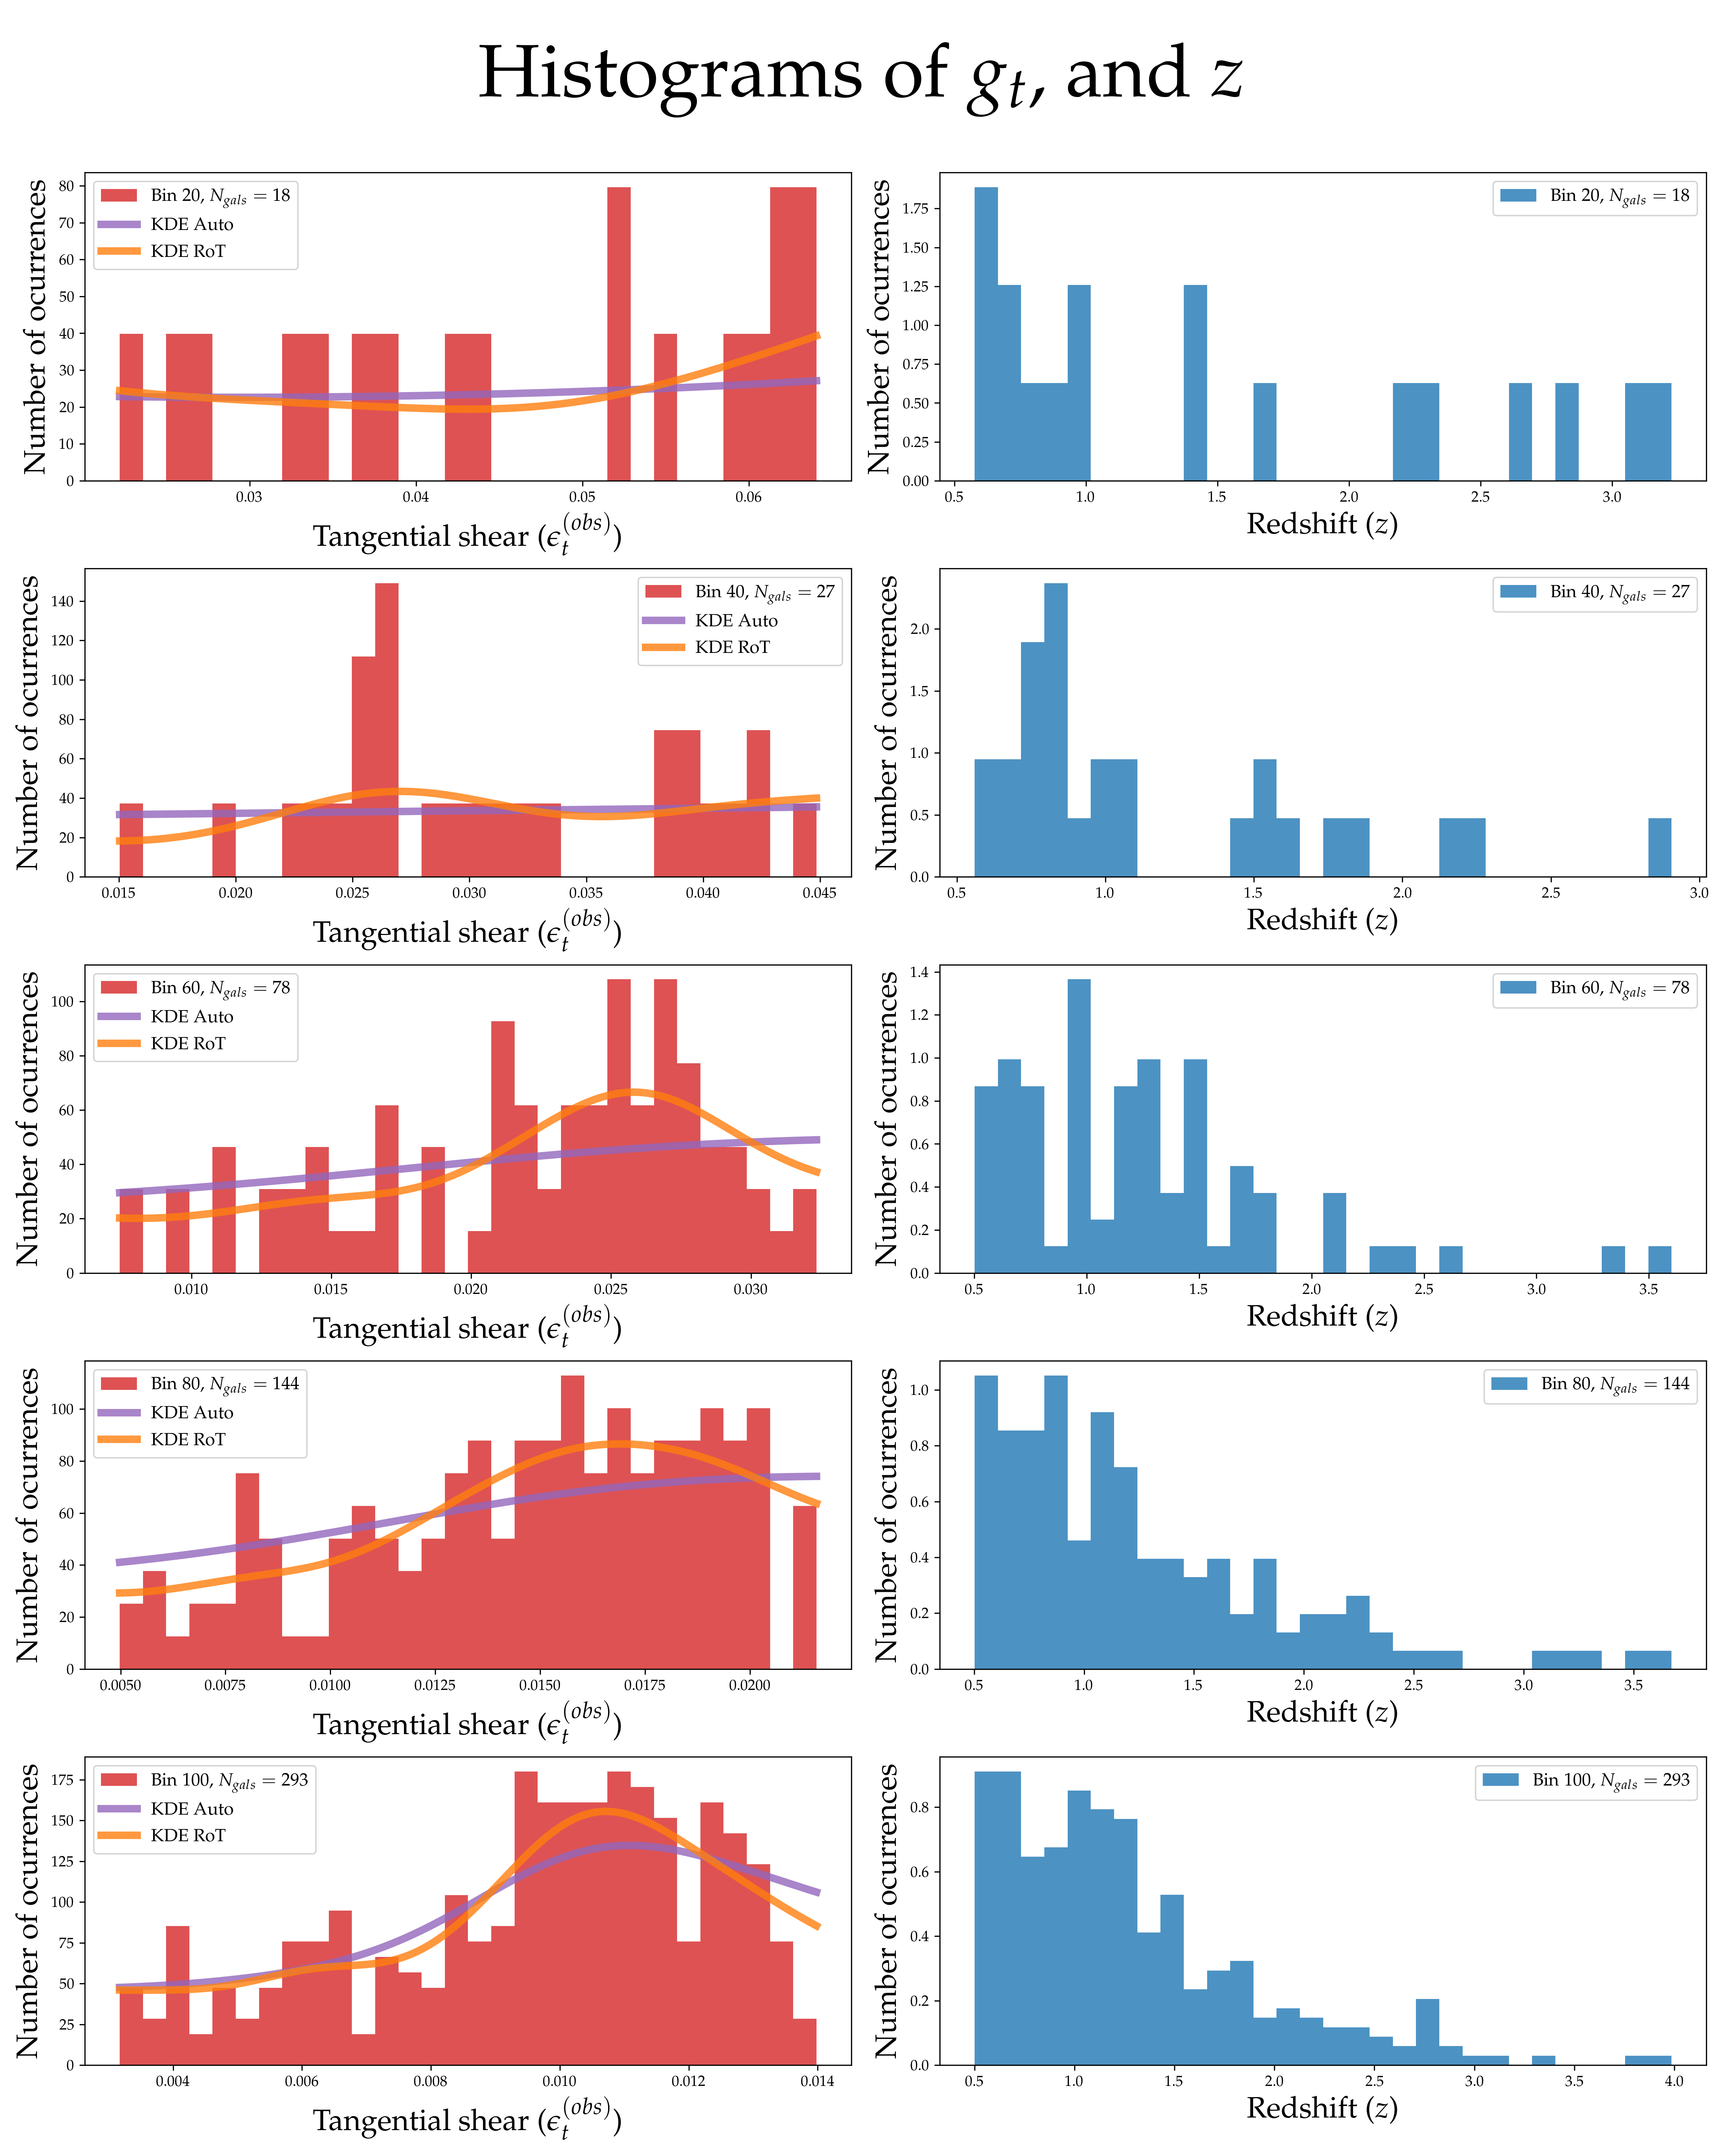 Histograms of g_t, and z
Number of ocurrences
80
70
60
50
40
30
20
10
0
Bin 20, N_gals = 18
KDE Auto
KDE RoT
0.03 0.04 0.05 0.06
Tangential shear (ϵ_t^(obs))
Number of ocurrences
1.75
1.50
1.25
1.00
0.75
0.50
0.25
0.00
Bin 20, N_gals = 18
0.5 1.0 1.5 2.0 2.5 3.0
Redshift (z)
Number of ocurrences
140
120
100
80
60
40
20
0
Bin 40, N_gals = 27
KDE Auto
KDE RoT
0.015 0.020 0.025 0.030 0.035 0.040 0.045
Tangential shear (ϵ_t^(obs))
Number of ocurrences
2.0
1.5
1.0
0.5
0.0
Bin 40, N_gals = 27
0.5 1.0 1.5 2.0 2.5 3.0
Redshift (z)
Number of ocurrences
100
80
60
40
20
0
Bin 60, N_gals = 78
KDE Auto
KDE RoT
0.010 0.015 0.020 0.025 0.030
Tangential shear (ϵ_t^(obs))
Number of ocurrences
1.4
1.2
1.0
0.8
0.6
0.4
0.2
0.0
Bin 60, N_gals = 78
0.5 1.0 1.5 2.0 2.5 3.0 3.5
Redshift (z)
Number of ocurrences
100
80
60
40
20
0
Bin 80, N_gals = 144
KDE Auto
KDE RoT
0.0050 0.0075 0.0100 0.0125 0.0150 0.0175 0.0200
Tangential shear (ϵ_t^(obs))
Number of ocurrences
1.0
0.8
0.6
0.4
0.2
0.0
Bin 80, N_gals = 144
0.5 1.0 1.5 2.0 2.5 3.0 3.5
Redshift (z)
Number of ocurrences
175
150
125
100
75
50
25
0
Bin 100, N_gals = 293
KDE Auto
KDE RoT
0.004 0.006 0.008 0.010 0.012 0.014
Tangential shear (ϵ_t^(obs))
Number of ocurrences
0.8
0.6
0.4
0.2
0.0
Bin 100, N_gals = 293
0.5 1.0 1.5 2.0 2.5 3.0 3.5 4.0
Redshift (z)